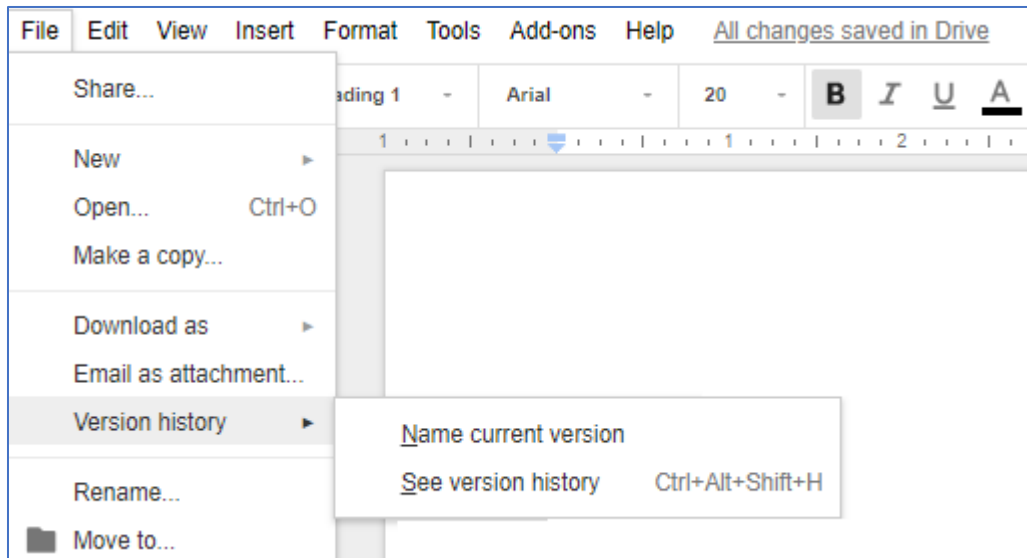 File Edit View Insert Format Tools Add-ons Help All changes saved in Drive
Share...
ading 1 Arial 20 B I U A
1 1 2
New
Open... Ctrl+O
Make a copy...
Download as
Email as attachment...
Version history
Name current version
See version history Ctrl+Alt+Shift+H
Rename...
Move to...